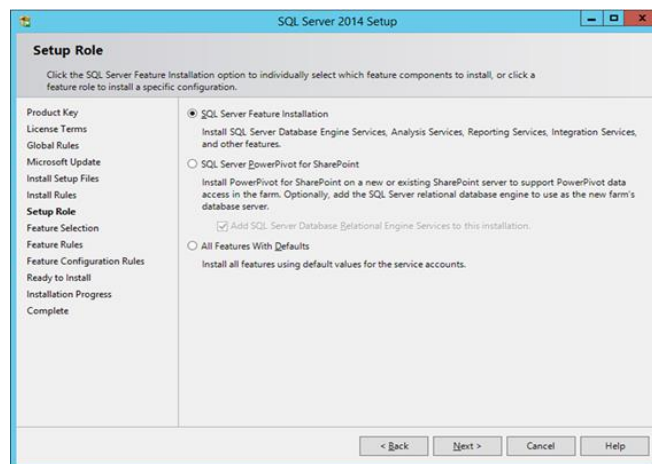 SQL Server 2014 Setup
Setup Role
Click the SQL Server Feature Installation option to individually select which feature components to install, or click a
feature role to install a specific configuration.
Product Key
License Terms
Global Rules
Microsoft Update
Install Setup Files
Install Rules
Setup Role
Feature Selection
Feature Rules
Feature Configuration Rules
Ready to Install
Installation Progress
Complete
SQL Server Feature Installation
Install SQL Server Database Engine Services, Analysis Services, Reporting Services, Integration Services,
and other features.
SQL Server PowerPivot for SharePoint
Install PowerPivot for SharePoint on a new or existing SharePoint server to support PowerPivot data
access in the farm. Optionally, add the SQL Server relational database engine to use as the new farm's
database server.
Add SQL Server Database Relational Engine Services to this installation.
All Features With Defaults
Install all features using default values for the service accounts.
< Back
Next >
Cancel
Help